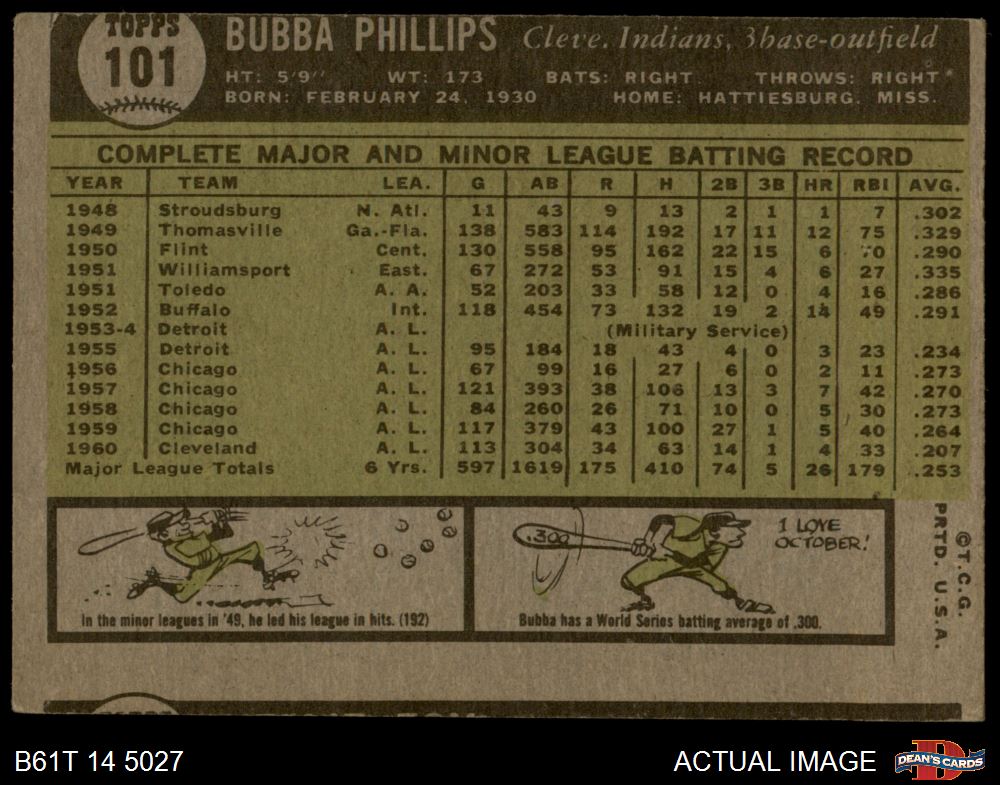 TOPPS
101
BUBBA PHILLIPS Cleve. Indians, 3base-outfield
HT: 5'9" WT: 173 BATS: RIGHT THROWS: RIGHT
BORN: FEBRUARY 24, 1930 HOME: HATTIESBURG, MISS.
COMPLETE MAJOR AND MINOR LEAGUE BATTING RECORD
YEAR TEAM LEA. G AB R H 2B 3B HR RBI AVG.
1948 Stroudsburg N. Atl. 11 43 9 13 2 1 1 7 .302
1949 Thomasville Ga.-Fla. 138 583 114 192 17 11 12 75 .329
1950 Flint Cent. 130 558 95 162 22 15 6 70 .290
1951 Williamsport East. 67 272 53 91 15 4 6 27 .335
1951 Toledo A. A. 52 203 33 58 12 0 4 16 .286
1952 Buffalo Int. 118 454 73 132 19 2 14 49 .291
1953-4 Detroit A. L. (Military Service)
1955 Detroit A. L. 95 184 18 43 4 0 3 23 .234
1956 Chicago A. L. 67 99 16 27 6 0 2 11 .273
1957 Chicago A. L. 121 393 38 106 13 3 7 42 .270
1958 Chicago A. L. 84 260 26 71 10 0 5 30 .273
1959 Chicago A. L. 117 379 43 100 27 1 5 40 .264
1960 Cleveland A. L. 113 304 34 63 14 1 4 33 .207
Major League Totals 6 Yrs. 597 1619 175 410 74 5 26 179 .253
In the minor leagues in '49, he led his league in hits. (192)
.300
I LOVE
OCTOBER!
Bubba has a World Series batting average of .300.
©T.C.G.
PRTD. U.S.A.
B61T 14 5027
ACTUAL IMAGE
DEAN'S CARDS